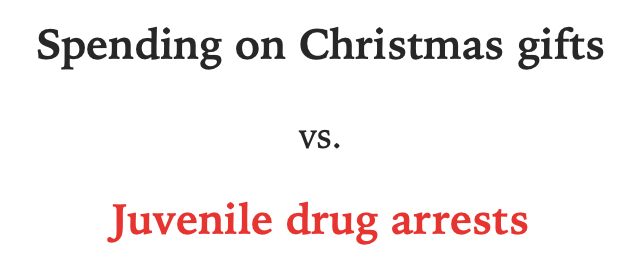 Spending on Christmas gifts
vs.
Juvenile drug arrests